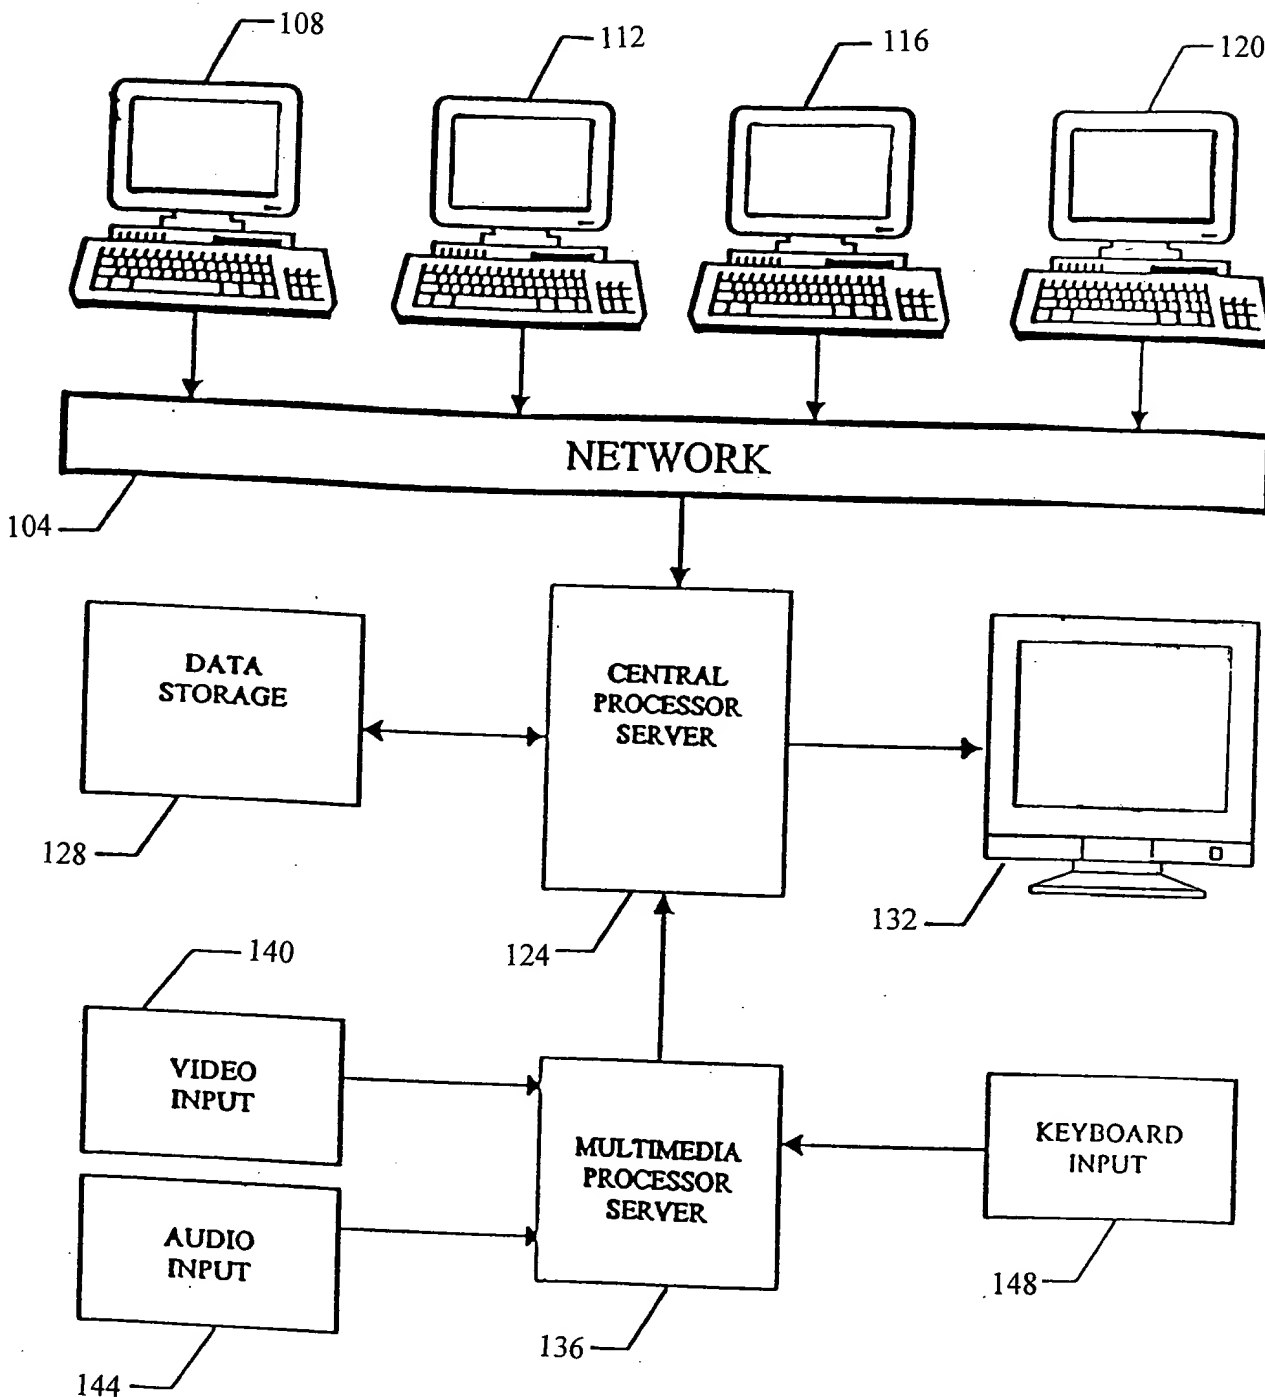 108
112
116
120
NETWORK
104
DATA
STORAGE
CENTRAL
PROCESSOR
SERVER
128
132
124
140
VIDEO
INPUT
MULTIMEDIA
PROCESSOR
SERVER
KEYBOARD
INPUT
AUDIO
INPUT
148
136
144